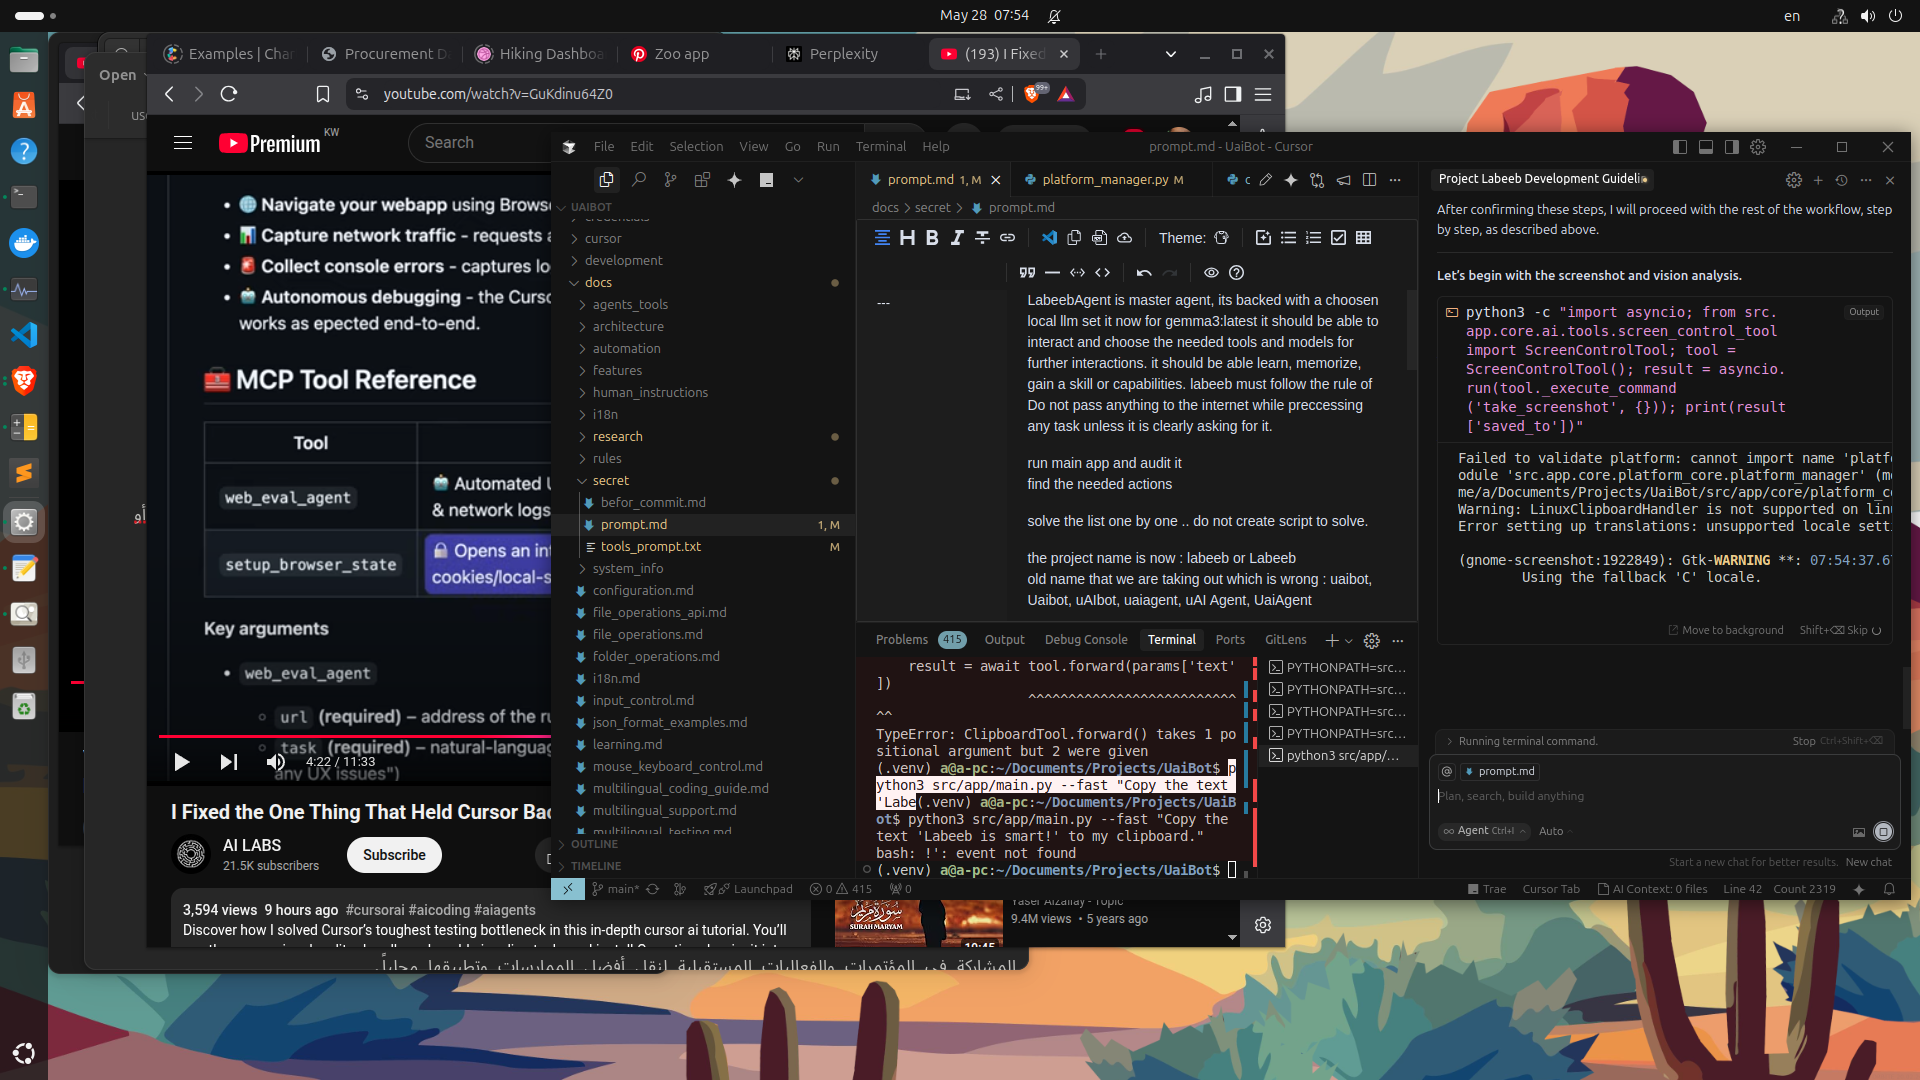 May 28  07:54
en
Open
us
أو
Examples | Char
Procurement Da
Hiking Dashboa
Zoo app
Perplexity
(193) I Fixed
youtube.com/watch?v=GuKdinu64Z0
99+
Premium
KW
Search
• 🌐 Navigate your webapp using Browse
• 📊 Capture network traffic - requests a
• 🚨 Collect console errors - captures lo
• 🤖 Autonomous debugging - the Curso
works as epected end-to-end.
🧰 MCP Tool Reference
Tool
web_eval_agent
🤖 Automated U
& network logs
setup_browser_state
🔒 Opens an int
cookies/local-s
Key arguments
• web_eval_agent
◦ url (required) – address of the ru
◦ task (required) – natural-languag
any UX issues")
4:22 / 11:33
I Fixed the One Thing That Held Cursor Bac
AI LABS
21.5K subscribers
Subscribe
3,594 views  9 hours ago  #cursorai #aicoding #aiagents
Discover how I solved Cursor's toughest testing bottleneck in this in-depth cursor ai tutorial. You'll
SURAH MARYAM
19:45
Yaser Alzailay - Topic
9.4M views • 5 years ago
المشاركة في المؤتمرات والفعاليات المستقبلية لنقل أفضل الممارسات وتطبيقها محلياً.
File  Edit  Selection  View  Go  Run  Terminal  Help
prompt.md - UaiBot - Cursor
UAIBOT
credentials
cursor
development
docs
agents_tools
architecture
automation
features
human_instructions
i18n
research
rules
secret
befor_commit.md
prompt.md 1, M
tools_prompt.txt M
system_info
configuration.md
file_operations_api.md
file_operations.md
folder_operations.md
i18n.md
input_control.md
json_format_examples.md
learning.md
mouse_keyboard_control.md
multilingual_coding_guide.md
multilingual_support.md
multilingual_testing.md
OUTLINE
TIMELINE
prompt.md 1, M
platform_manager.py M
c
docs > secret > prompt.md
Theme:
---
LabeebAgent is master agent, its backed with a choosen
local llm set it now for gemma3:latest it should be able to
interact and choose the needed tools and models for
further interactions. it should be able learn, memorize,
gain a skill or capabilities. labeeb must follow the rule of
Do not pass anything to the internet while preccessing
any task unless it is clearly asking for it.
run main app and audit it
find the needed actions
solve the list one by one .. do not create script to solve.
the project name is now : labeeb or Labeeb
old name that we are taking out which is wrong : uaibot,
Uaibot, uAIbot, uaiagent, uAI Agent, UaiAgent
Problems 415  Output  Debug Console  Terminal  Ports  GitLens
result = await tool.forward(params['text'
])
^^^^^^^^^^^^^^^^^^^^^^^^^
^^
TypeError: ClipboardTool.forward() takes 1 po
sitional argument but 2 were given
(.venv) a@a-pc:~/Documents/Projects/UaiBot$ p
ython3 src/app/main.py --fast "Copy the text
'Labe(.venv) a@a-pc:~/Documents/Projects/UaiB
ot$ python3 src/app/main.py --fast "Copy the
text 'Labeeb is smart!' to my clipboard."
bash: !': event not found
(.venv) a@a-pc:~/Documents/Projects/UaiBot$
PYTHONPATH=src...
PYTHONPATH=src...
PYTHONPATH=src...
PYTHONPATH=src...
python3 src/app/...
Project Labeeb Development Guideli
After confirming these steps, I will proceed with the rest of the workflow, step
by step, as described above.
Let's begin with the screenshot and vision analysis.
python3 -c "import asyncio; from src.
app.core.ai.tools.screen_control_tool
import ScreenControlTool; tool =
ScreenControlTool(); result = asyncio.
run(tool._execute_command
('take_screenshot', {})); print(result
['saved_to'])"
Output
Failed to validate platform: cannot import name 'platf
odule 'src.app.core.platform_core.platform_manager' (m
me/a/Documents/Projects/UaiBot/src/app/core/platform_c
Warning: LinuxClipboardHandler is not supported on linu
Error setting up translations: unsupported locale setti
(gnome-screenshot:1922849): Gtk-WARNING **: 07:54:37.6
Using the fallback 'C' locale.
Move to background  Shift+⌫ Skip
Running terminal command.
Stop Ctrl+Shift+⌫
@ prompt.md
Plan, search, build anything
∞ Agent Ctrl+I  Auto
Start a new chat for better results.  New chat
main*  Launchpad  0  415  0
Trae  Cursor Tab  AI Context: 0 files  Line 42  Count 2319